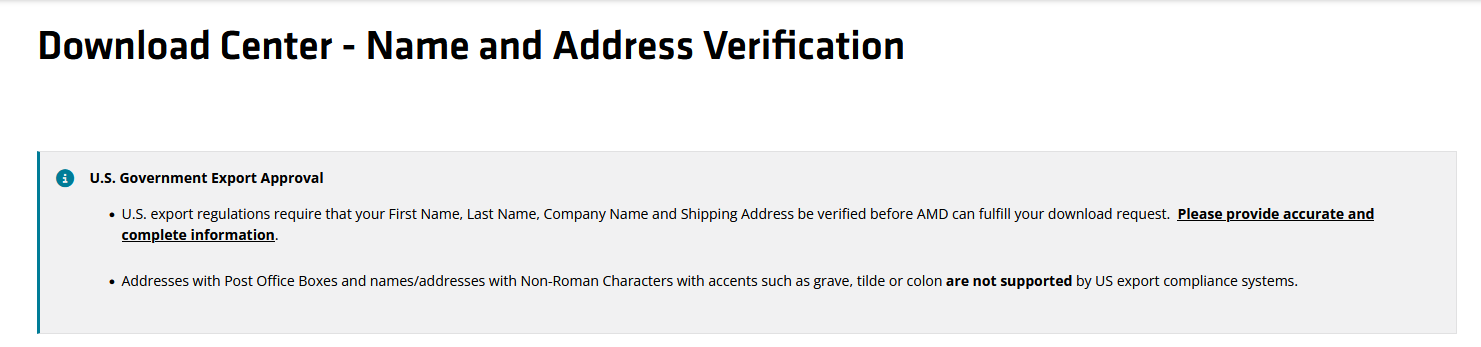 Download Center - Name and Address Verification
U.S. Government Export Approval
• U.S. export regulations require that your First Name, Last Name, Company Name and Shipping Address be verified before AMD can fulfill your download request. Please provide accurate and
complete information.
• Addresses with Post Office Boxes and names/addresses with Non-Roman Characters with accents such as grave, tilde or colon are not supported by US export compliance systems.